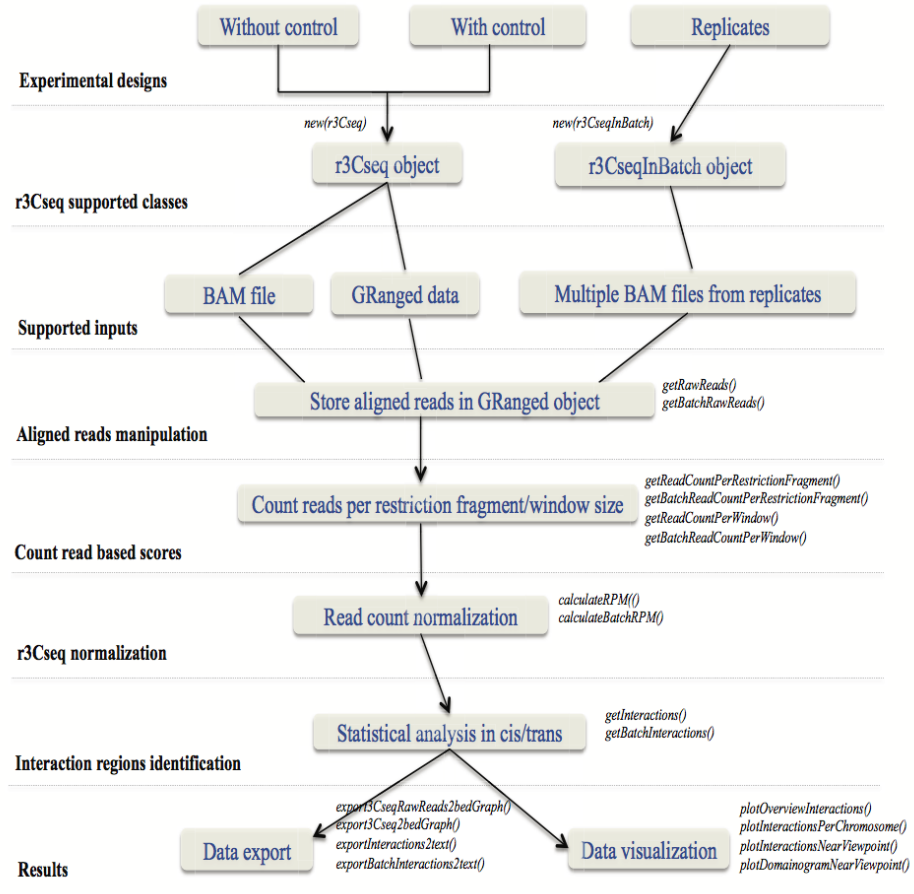 Without control
With control
Replicates
Experimental designs
new(r3Cseq)
new(r3CseqInBatch)
r3Cseq object
r3CseqInBatch object
r3Cseq supported classes
BAM file
GRanged data
Multiple BAM files from replicates
Supported inputs
Store aligned reads in GRanged object
getRawReads()
getBatchRawReads()
Aligned reads manipulation
Count reads per restriction fragment/window size
getReadCountPerRestrictionFragment()
getBatchReadCountPerRestrictionFragment()
getReadCountPerWindow()
getBatchReadCountPerWindow()
Count read based scores
Read count normalization
calculateRPM(()
calculateBatchRPM()
r3Cseq normalization
Statistical analysis in cis/trans
getInteractions()
getBatchInteractions()
Interaction regions identification
Data export
export3CseqRawReads2bedGraph()
export3Cseq2bedGraph()
exportInteractions2text()
exportBatchInteractions2text()
Data visualization
plotOverviewInteractions()
plotInteractionsPerChromosome()
plotInteractionsNearViewpoint()
plotDomainogramNearViewpoint()
Results